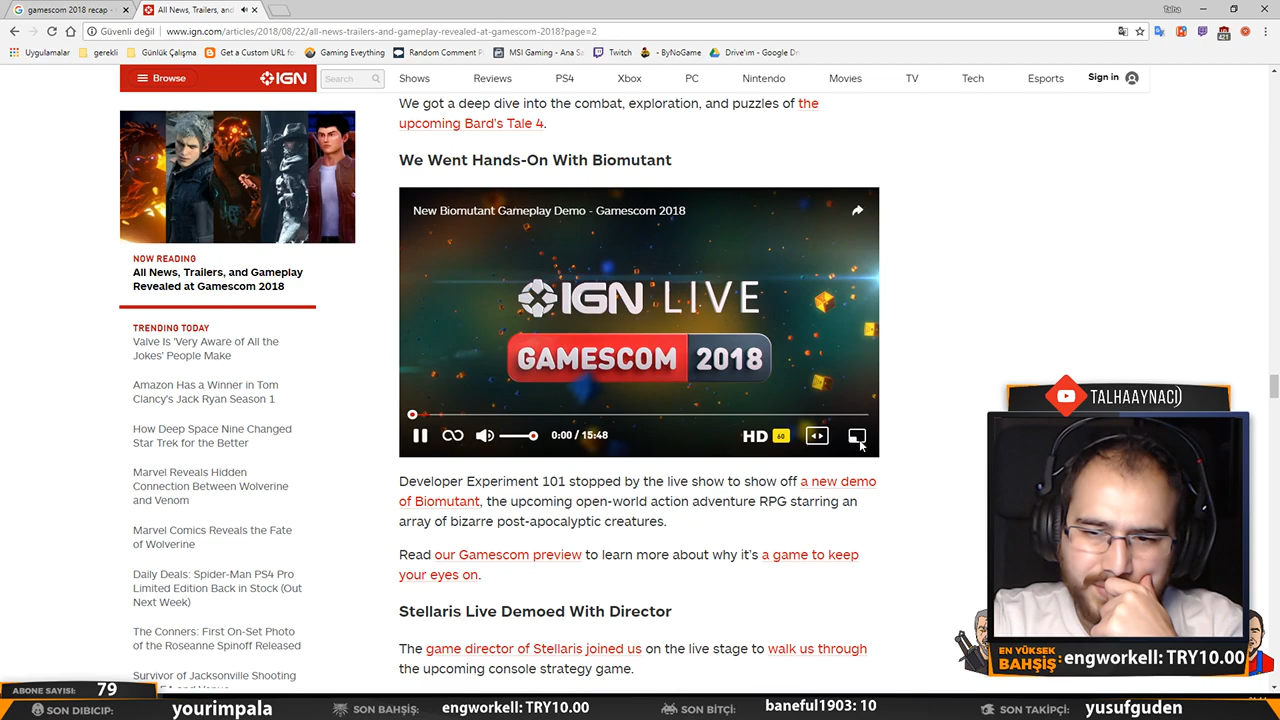 gamescom 2018 recap -
All News, Trailers, and
Talha
Güvenli değil
www.ign.com/articles/2018/08/22/all-news-trailers-and-gameplay-revealed-at-gamescom-2018?page=2
421
Uygulamalar
gerekli
Günlük Çalışma
Get a Custom URL for
Gaming Eveything
Random Comment P
MSI Gaming - Ana Sa
Twitch
- ByNoGame
Drive'ım - Google Dr
Browse
IGN
Search
Shows
Reviews
PS4
Xbox
PC
Nintendo
Movies
TV
Tech
Esports
Sign in
NOW READING
All News, Trailers, and Gameplay
Revealed at Gamescom 2018
TRENDING TODAY
Valve Is 'Very Aware of All the
Jokes' People Make
Amazon Has a Winner in Tom
Clancy's Jack Ryan Season 1
How Deep Space Nine Changed
Star Trek for the Better
Marvel Reveals Hidden
Connection Between Wolverine
and Venom
Marvel Comics Reveals the Fate
of Wolverine
Daily Deals: Spider-Man PS4 Pro
Limited Edition Back in Stock (Out
Next Week)
The Conners: First On-Set Photo
of the Roseanne Spinoff Released
Survivor of Jacksonville Shooting
We got a deep dive into the combat, exploration, and puzzles of the
upcoming Bard's Tale 4.
We Went Hands-On With Biomutant
New Biomutant Gameplay Demo - Gamescom 2018
IGN LIVE
GAMESCOM 2018
0:00 / 15:48
HD 60
Developer Experiment 101 stopped by the live show to show off a new demo
of Biomutant, the upcoming open-world action adventure RPG starring an
array of bizarre post-apocalyptic creatures.
Read our Gamescom preview to learn more about why it's a game to keep
your eyes on.
Stellaris Live Demoed With Director
The game director of Stellaris joined us on the live stage to walk us through
the upcoming console strategy game.
TALHAAYNACI)
EN YÜKSEK
BAHŞİŞ:
engworkell: TRY10.00
ABONE SAYISI:
79
SON DIBICIP:
yourimpala
SON BAHŞİŞ:
engworkell: TRY10.00
SON BİTÇİ:
baneful1903: 10
SON TAKİPÇİ:
yusufguden